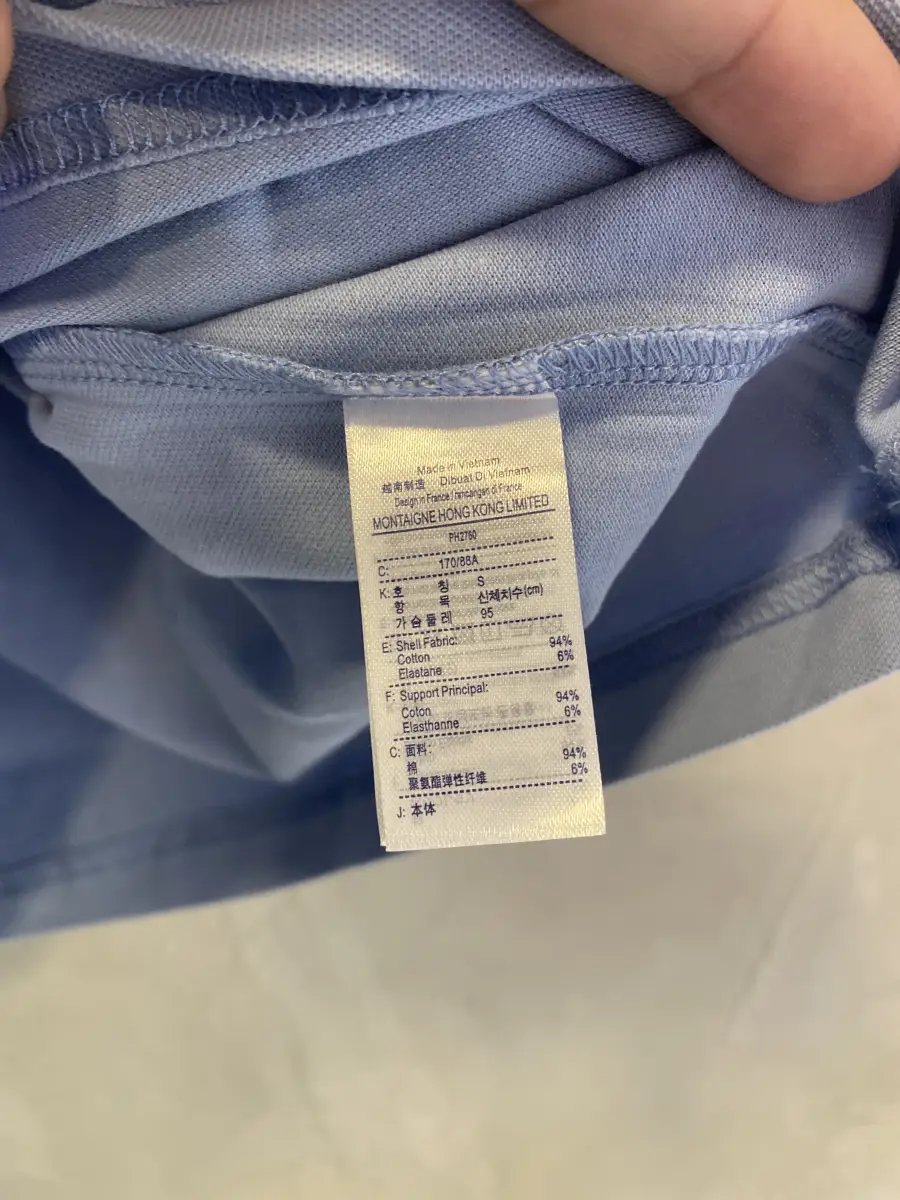 Made in Vietnam
越南制造 Dibuat Di Vietnam
Design in France / rancangan di France
MONTAIGNE HONG KONG LIMITED
PH2760
C: 170/88A
K: 호 칭 S
항 목 신체치수(cm)
가 슴 둘 레 95
E: Shell Fabric:
Cotton 94%
Elastane 6%
F: Support Principal:
Coton 94%
Elasthanne 6%
C: 面料:
棉 94%
聚氨酯弹性纤维 6%
J: 本体